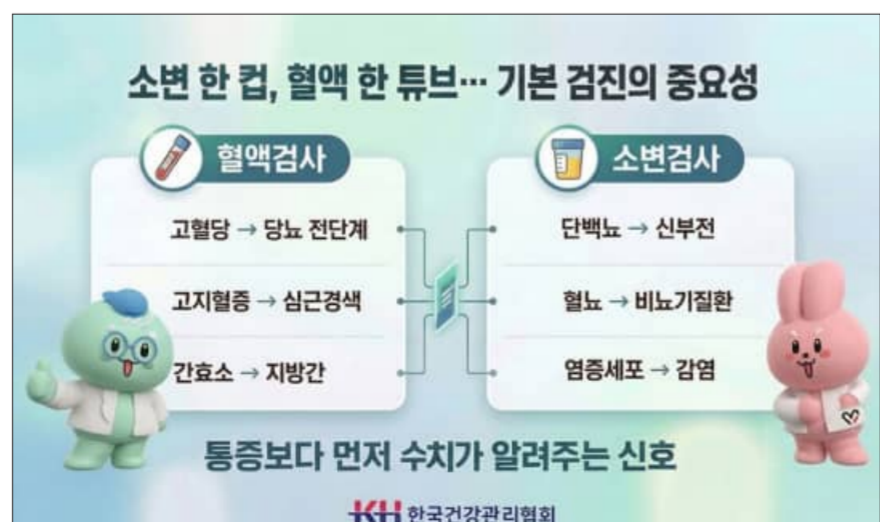 소변 한 컵, 혈액 한 튜브… 기본 검진의 중요성
혈액검사
고혈당 → 당뇨 전단계
고지혈증 → 심근경색
간효소 → 지방간
소변검사
단백뇨 → 신부전
혈뇨 → 비뇨기질환
염증세포 → 감염
통증보다 먼저 수치가 알려주는 신호
KH 한국건강관리협회